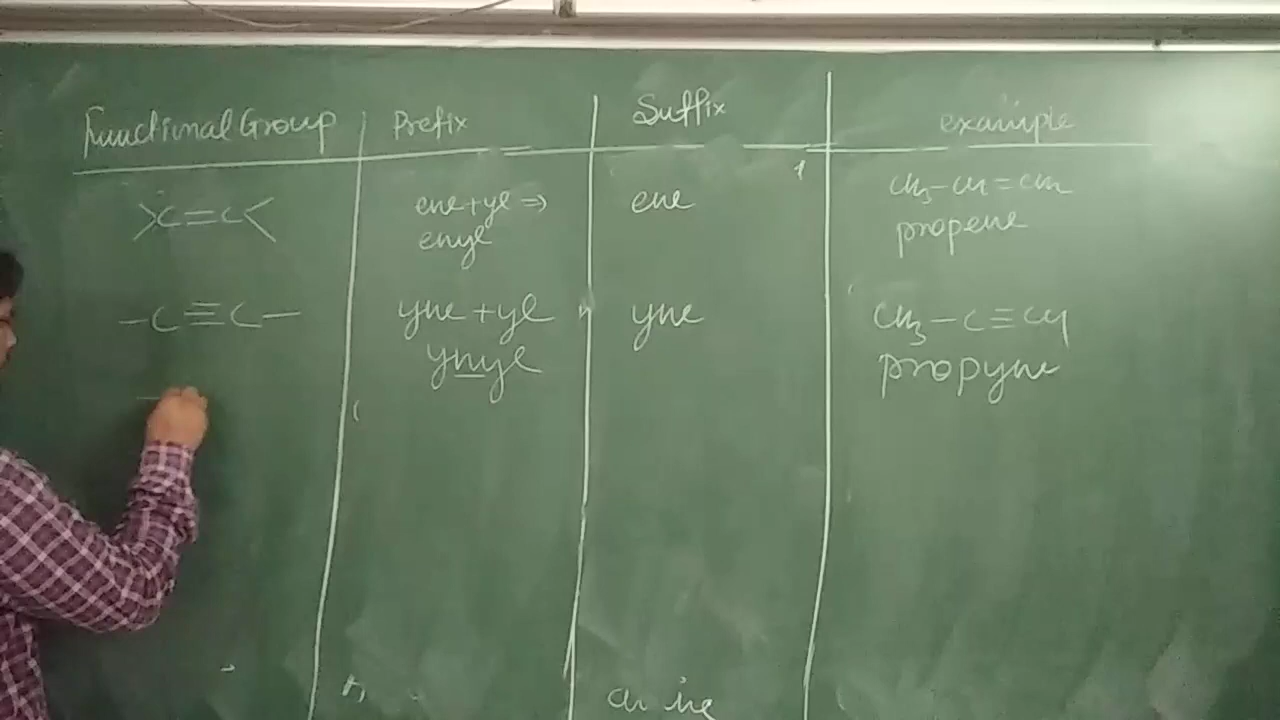 Functional Group Prefix Suffix example
>C=C< ene+yl ⇒ ene CH3-CH=CH2
enyl propene
-C≡C- yne+yl yne CH3-C≡CH
ynyl propyne